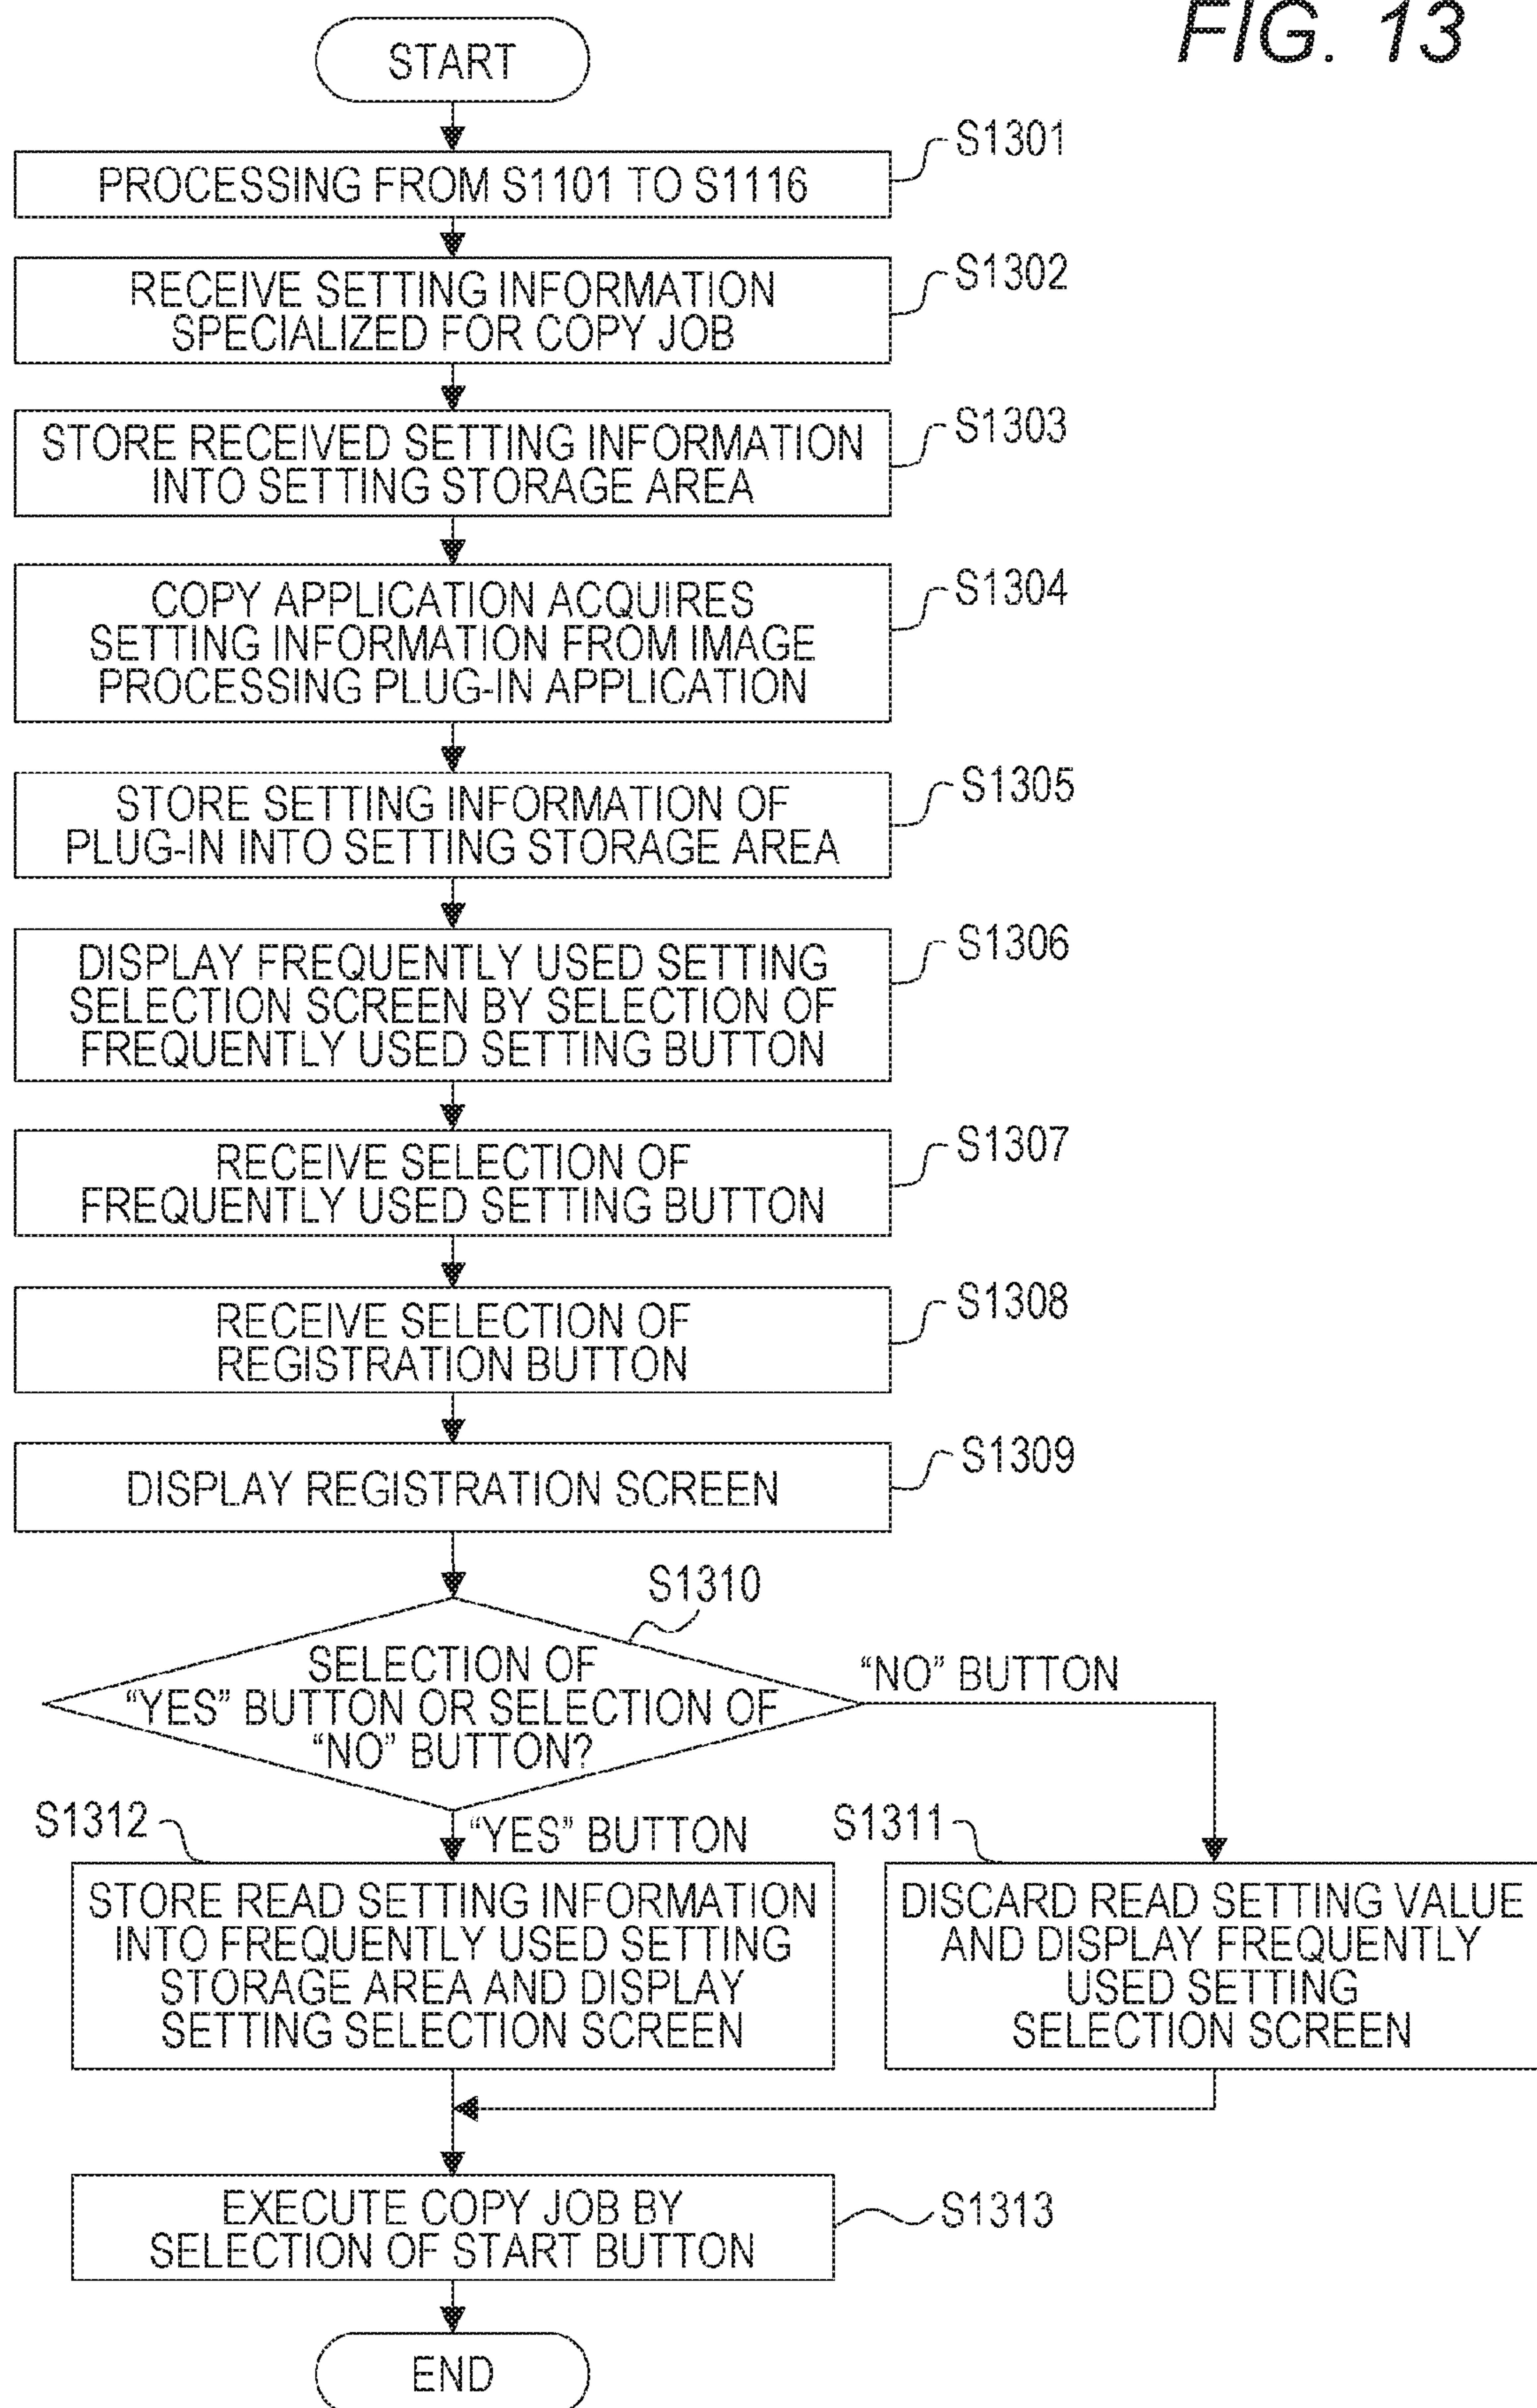 FIG. 13
START
S1301
PROCESSING FROM S1101 TO S1116
S1302
RECEIVE SETTING INFORMATION
SPECIALIZED FOR COPY JOB
S1303
STORE RECEIVED SETTING INFORMATION
INTO SETTING STORAGE AREA
S1304
COPY APPLICATION ACQUIRES
SETTING INFORMATION FROM IMAGE
PROCESSING PLUG-IN APPLICATION
S1305
STORE SETTING INFORMATION OF
PLUG-IN INTO SETTING STORAGE AREA
S1306
DISPLAY FREQUENTLY USED SETTING
SELECTION SCREEN BY SELECTION OF
FREQUENTLY USED SETTING BUTTON
S1307
RECEIVE SELECTION OF
FREQUENTLY USED SETTING BUTTON
S1308
RECEIVE SELECTION OF
REGISTRATION BUTTON
S1309
DISPLAY REGISTRATION SCREEN
S1310
SELECTION OF
“YES” BUTTON OR SELECTION OF
“NO” BUTTON?
“NO” BUTTON
S1312
“YES” BUTTON
S1311
STORE READ SETTING INFORMATION
INTO FREQUENTLY USED SETTING
STORAGE AREA AND DISPLAY
SETTING SELECTION SCREEN
DISCARD READ SETTING VALUE
AND DISPLAY FREQUENTLY
USED SETTING
SELECTION SCREEN
EXECUTE COPY JOB BY
SELECTION OF START BUTTON
S1313
END